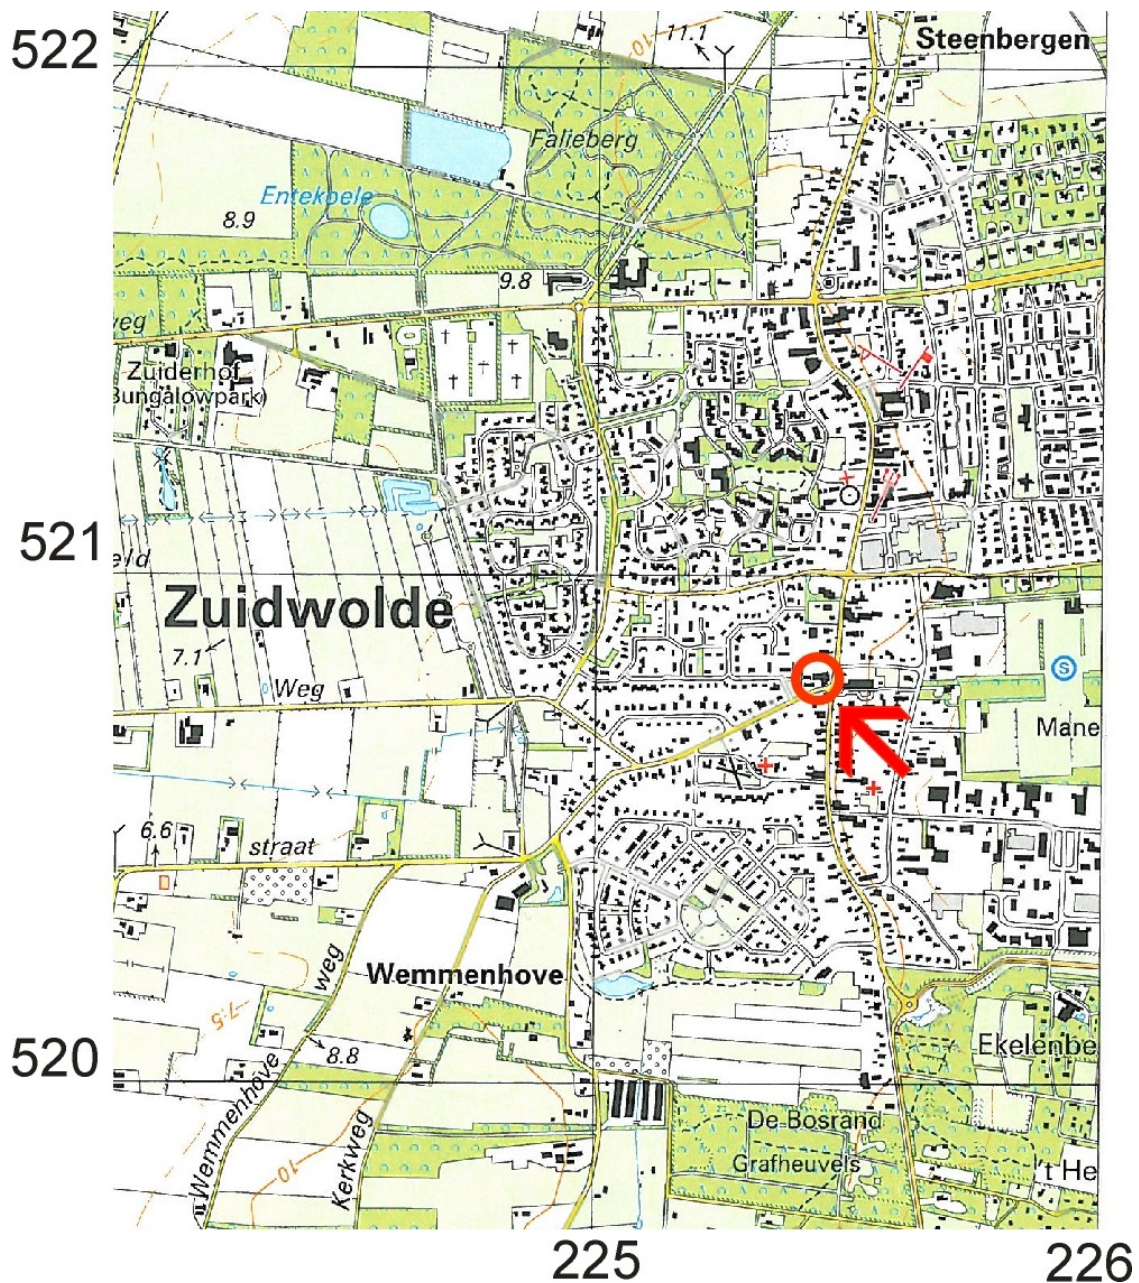 522
11.1
10
Steenbergen
Falieberg
Entekoele
8.9
9.8
weg
Zuiderhof
Bungalowpark)
521
eld
Zuidwolde
7.1
Weg
S
Mane
6.6
straat
Wemmenhove
weg
7.5
520
8.8
Ekelenbe
Wemmenhove
Kerkweg
10
De Bosrand
Grafheuvels
't He
225
226